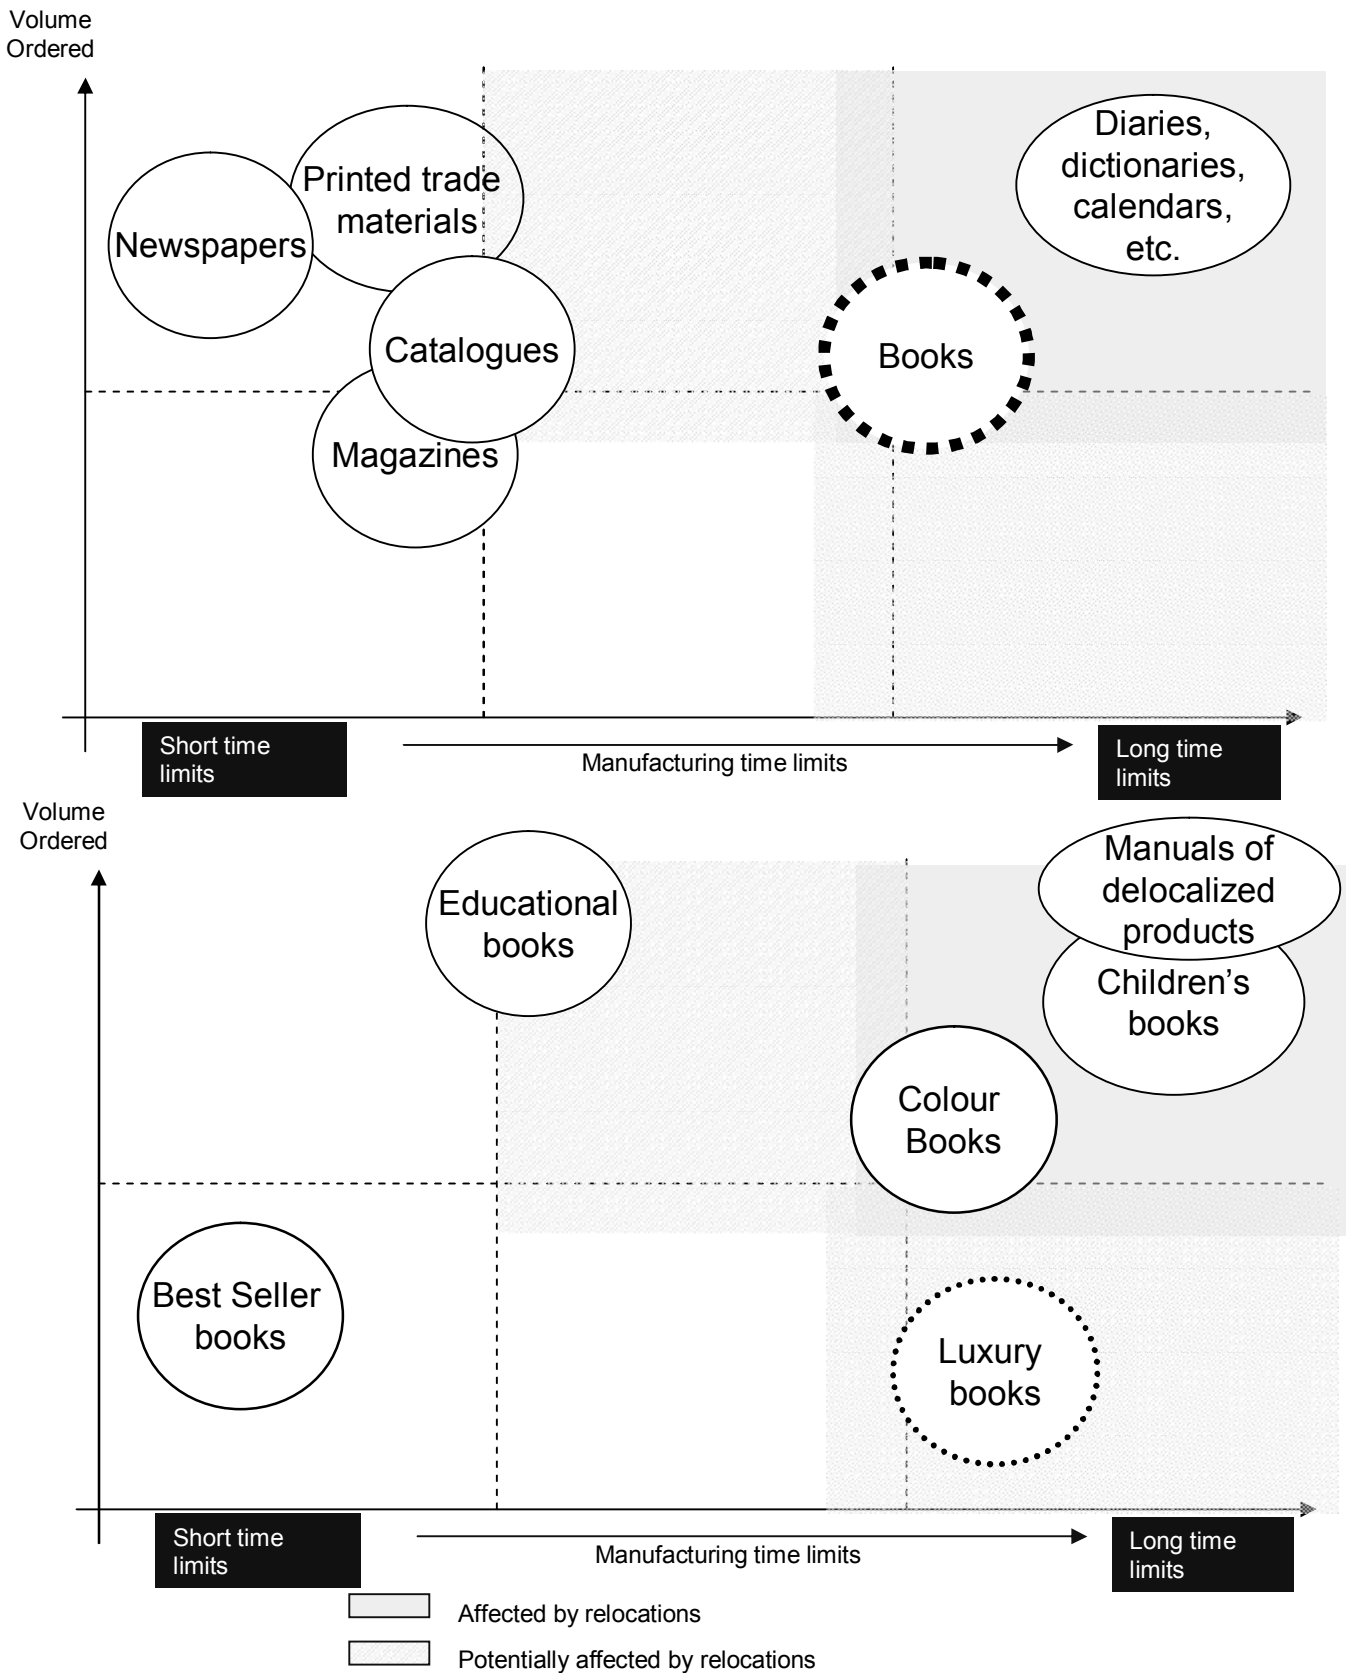 Volume
Ordered
Printed trade
materials
Newspapers
Diaries,
dictionaries,
calendars,
etc.
Catalogues
Books
Magazines
Short time
limits
Manufacturing time limits
Long time
limits
Volume
Ordered
Educational
books
Manuals of
delocalized
products
Children’s
books
Colour
Books
Best Seller
books
Luxury
books
Short time
limits
Manufacturing time limits
Long time
limits
Affected by relocations
Potentially affected by relocations